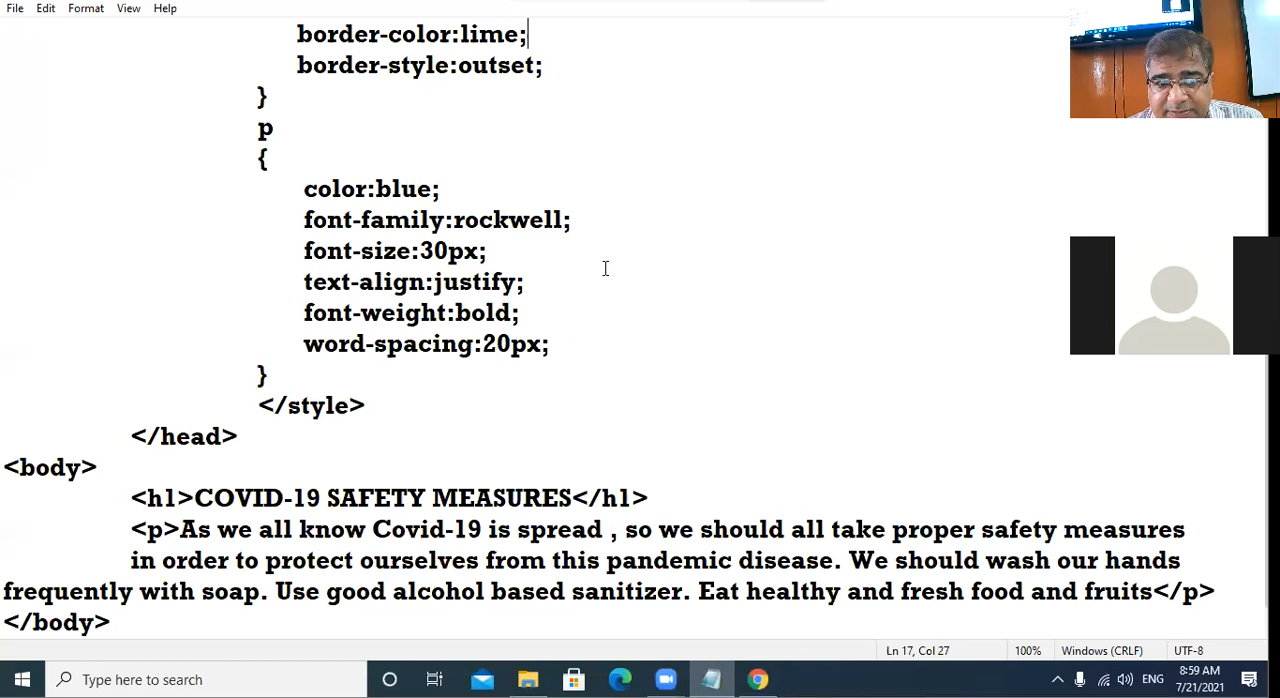 File Edit Format View Help
border-color:lime;
border-style:outset;
}
p
{
color:blue;
font-family:rockwell;
font-size:30px;
text-align:justify;
font-weight:bold;
word-spacing:20px;
}
</style>
</head>
<body>
<h1>COVID-19 SAFETY MEASURES</h1>
<p>As we all know Covid-19 is spread , so we should all take proper safety measures
in order to protect ourselves from this pandemic disease. We should wash our hands
frequently with soap. Use good alcohol based sanitizer. Eat healthy and fresh food and fruits</p>
</body>
Ln 17, Col 27 100% Windows (CRLF) UTF-8
Type here to search ENG 8:59 AM
7/21/2021